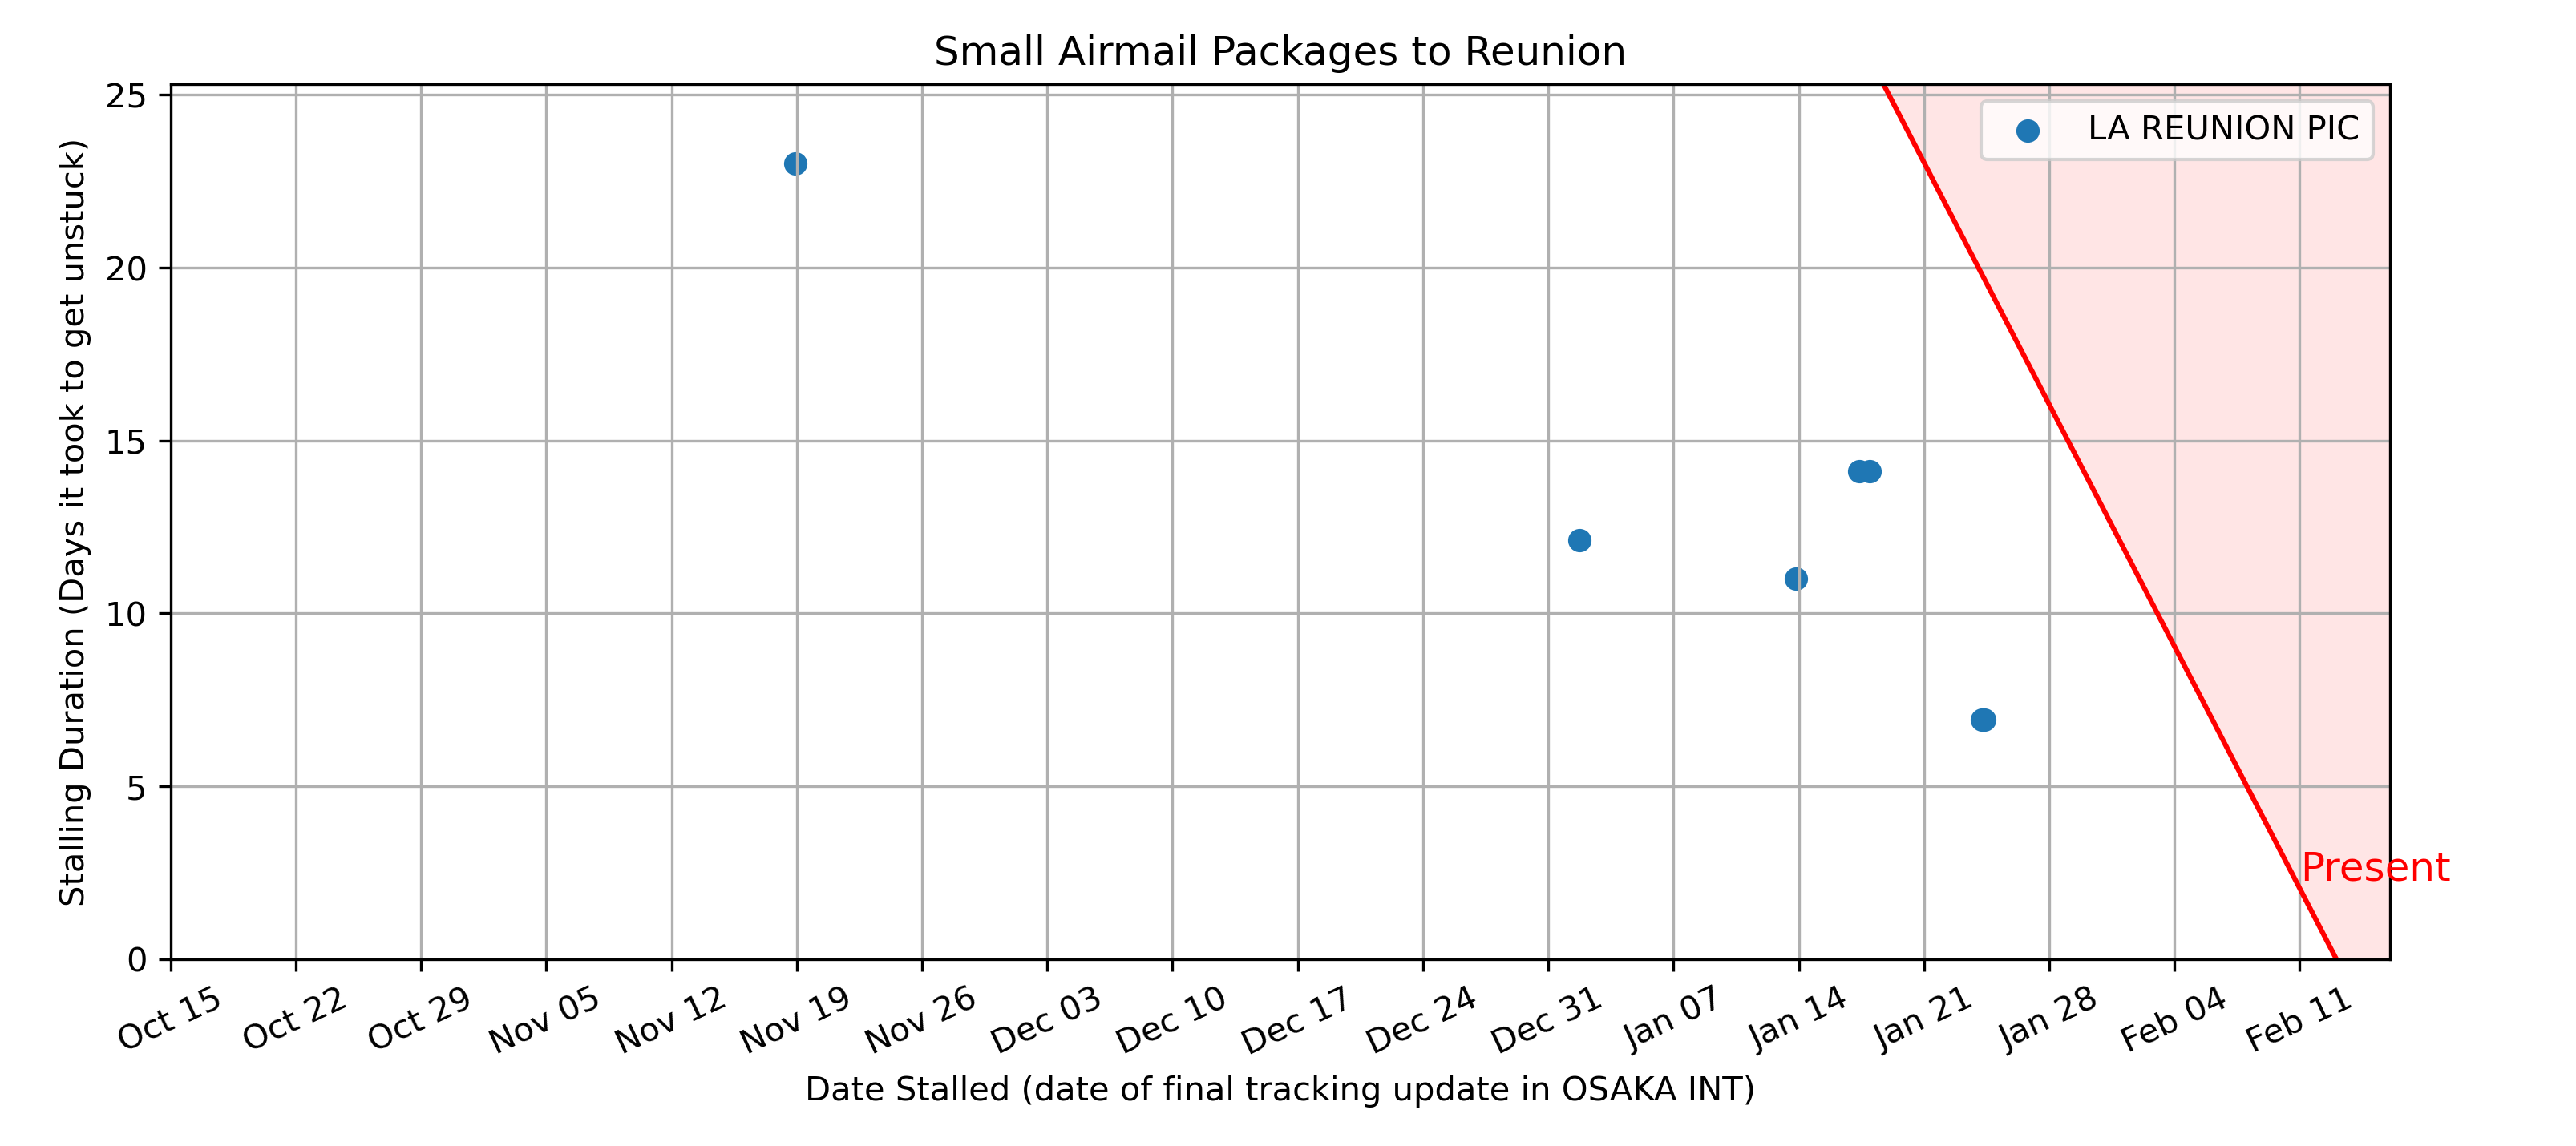 Small Airmail Packages to Reunion
LA REUNION PIC
25
20
15
10
5
0
Stalling Duration (Days it took to get unstuck)
Present
Oct 15
Oct 22
Oct 29
Nov 05
Nov 12
Nov 19
Nov 26
Dec 03
Dec 10
Dec 17
Dec 24
Dec 31
Jan 07
Jan 14
Jan 21
Jan 28
Feb 04
Feb 11
Date Stalled (date of final tracking update in OSAKA INT)